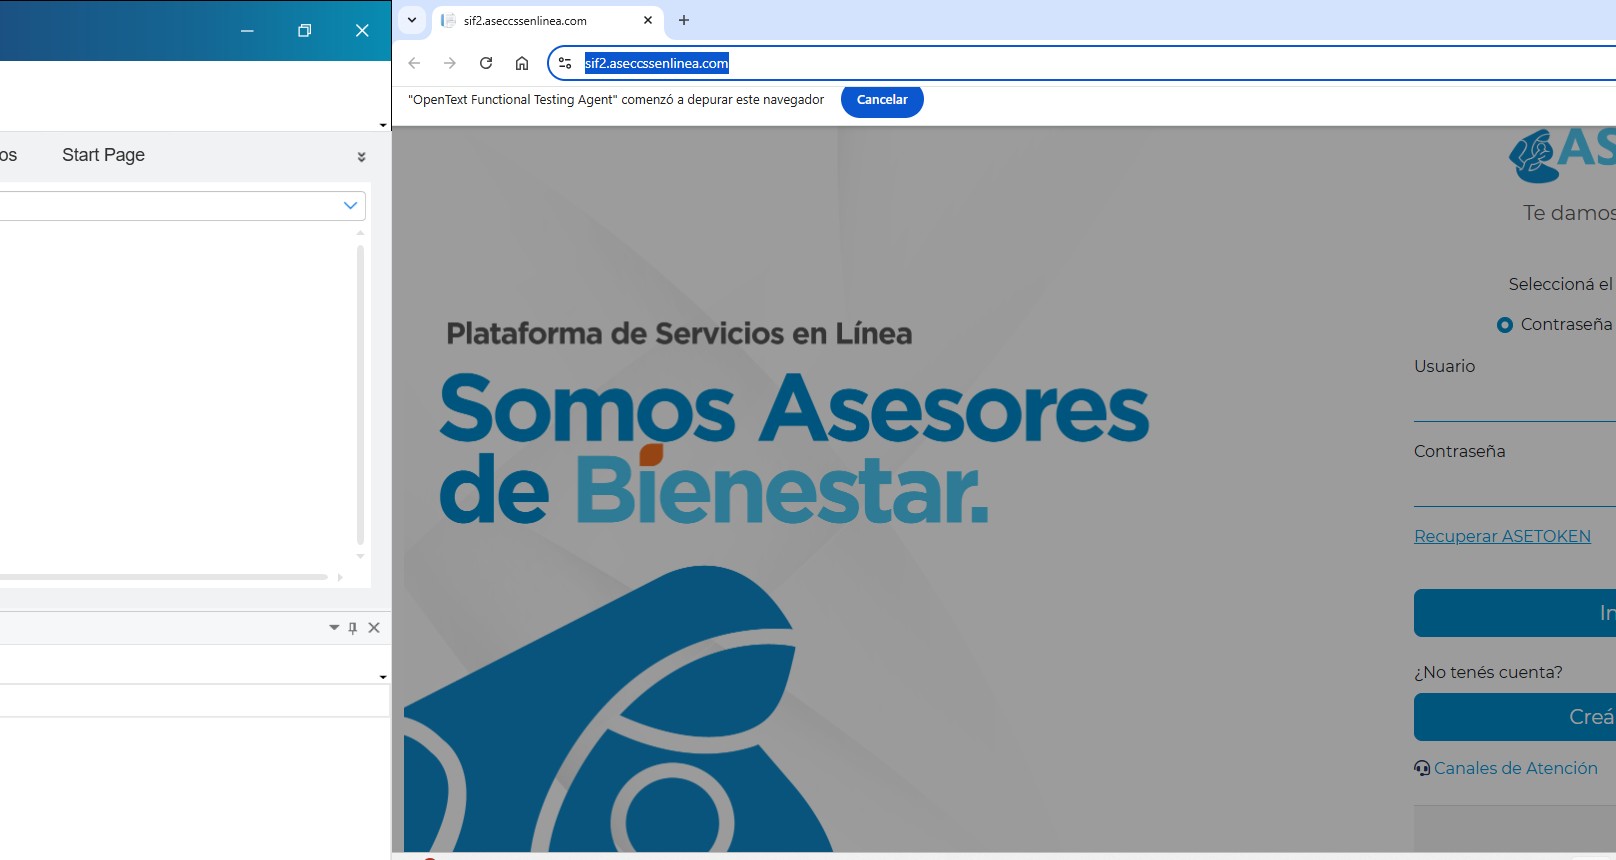 sif2.aseccssenlinea.com
sif2.aseccssenlinea.com
"OpenText Functional Testing Agent" comenzó a depurar este navegador
Cancelar
os
Start Page
AS
Te damos
Seleccioná el
Contraseña
Usuario
Contraseña
Recuperar ASETOKEN
In
¿No tenés cuenta?
Creá
Canales de Atención
Plataforma de Servicios en Línea
Somos Asesores
de Bienestar.